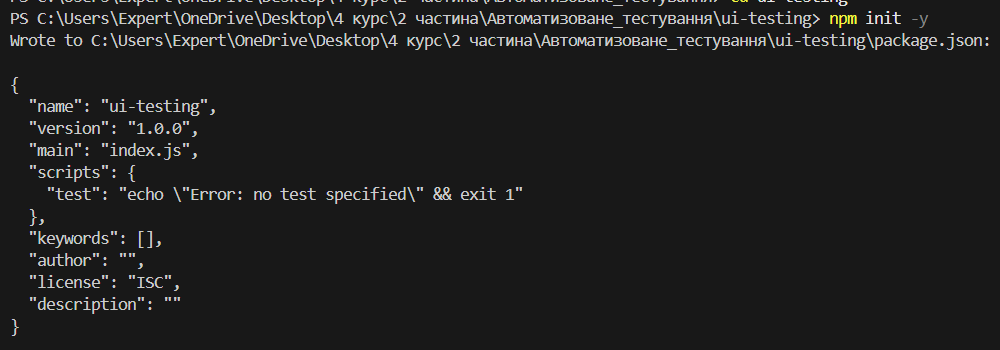 PS C:\Users\Expert\OneDrive\Desktop\4 курс\2 частина\Автоматизоване_тестування> cd ui-testing
PS C:\Users\Expert\OneDrive\Desktop\4 курс\2 частина\Автоматизоване_тестування\ui-testing> npm init -y
Wrote to C:\Users\Expert\OneDrive\Desktop\4 курс\2 частина\Автоматизоване_тестування\ui-testing\package.json:
{
  "name": "ui-testing",
  "version": "1.0.0",
  "main": "index.js",
  "scripts": {
    "test": "echo \"Error: no test specified\" && exit 1"
  },
  "keywords": [],
  "author": "",
  "license": "ISC",
  "description": ""
}